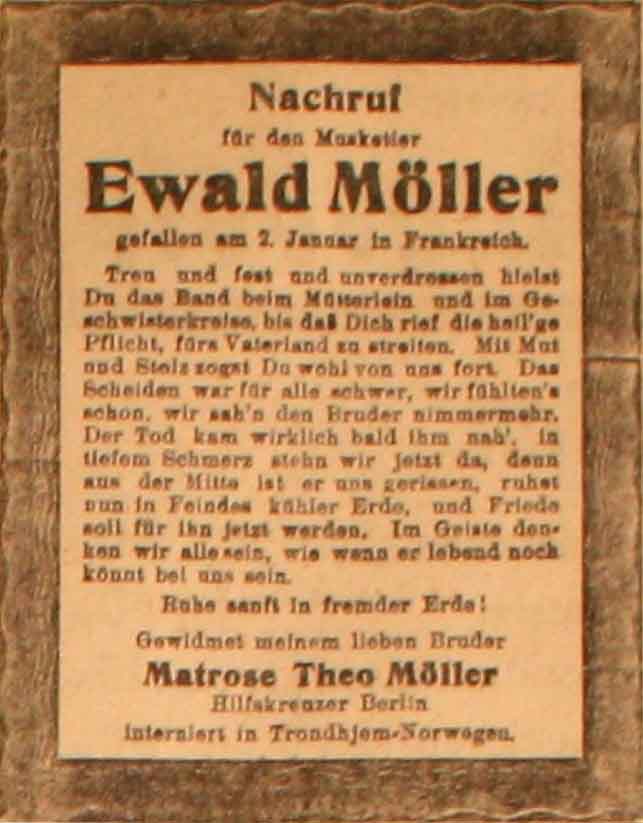 Nachruf
für den Musketier
Ewald Möller
gefallen am 2. Januar in Frankreich.
Treu und fest und unverdrossen hielst
Du das Band beim Mütterlein und im Ge-
schwisterkreise, bis daß Dich rief die heil'ge
Pflicht, fürs Vaterland zu streiten. Mit Mut
und Stolz zogst Du wohl von uns fort. Das
Scheiden war für alle schwer, wir fühlten's
schon, wir sah'n den Bruder nimmermehr.
Der Tod kam wirklich bald ihm nah', in
tiefem Schmerz stehn wir jetzt da, denn
aus der Mitte ist er uns gerissen, ruhet
nun in Feindes kühler Erde, und Friede
soll für ihn jetzt werden. Im Geiste den-
ken wir alle sein, wie wenn er lebend noch
könnt bei uns sein.
Ruhe sanft in fremder Erde!
Gewidmet meinem lieben Bruder
Matrose Theo Möller
Hilfskreuzer Berlin
interniert in Trondhjem-Norwegen.